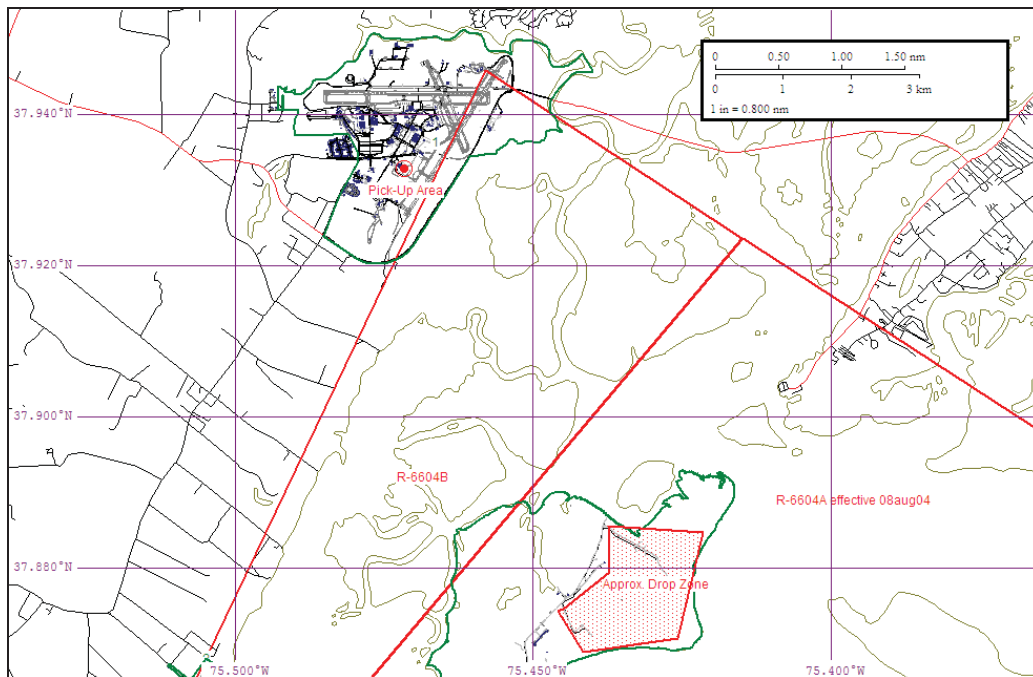 0 0.50 1.00 1.50 nm
0 1 2 3 km
1 in = 0.800 nm
37.940°N
Pick-Up Area
37.920°N
37.900°N
R-6604B
R-6604A effective 08aug04
37.880°N
Approx. Drop Zone
75.500°W
75.450°W
75.400°W